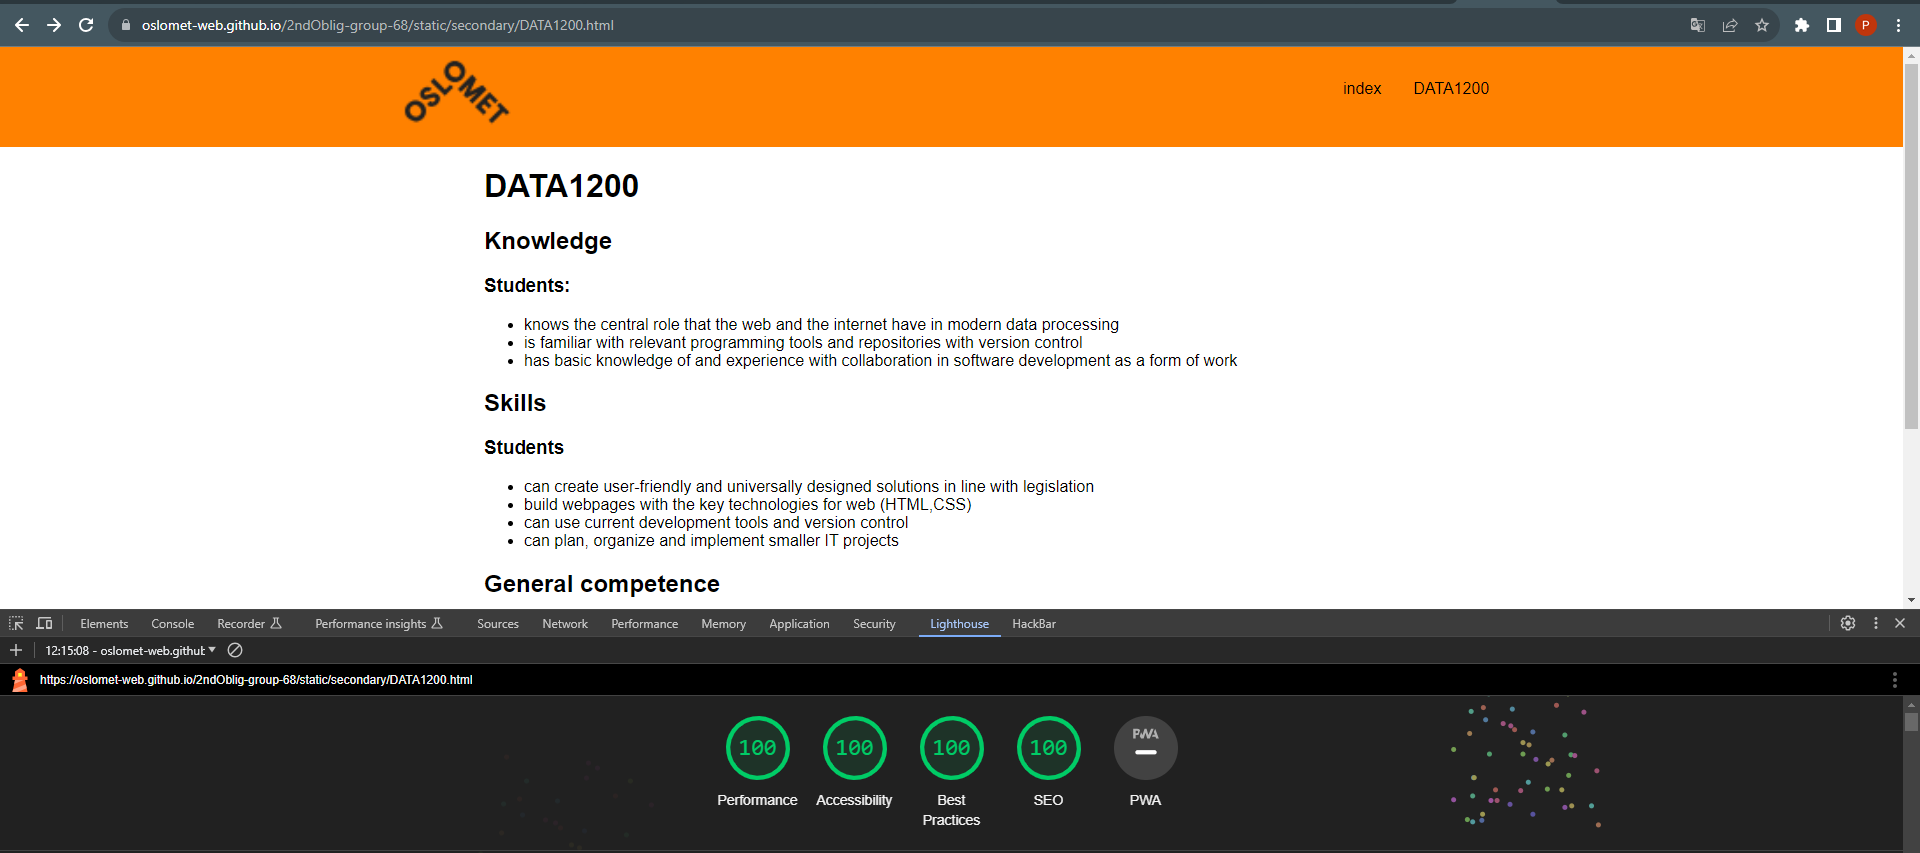 oslomet-web.github.io/2ndOblig-group-68/static/secondary/DATA1200.html
P
OSLOMET
index DATA1200
DATA1200
Knowledge
Students:
knows the central role that the web and the internet have in modern data processing
is familiar with relevant programming tools and repositories with version control
has basic knowledge of and experience with collaboration in software development as a form of work
Skills
Students
can create user-friendly and universally designed solutions in line with legislation
build webpages with the key technologies for web (HTML,CSS)
can use current development tools and version control
can plan, organize and implement smaller IT projects
General competence
Elements Console Recorder Performance insights Sources Network Performance Memory Application Security Lighthouse HackBar
12:15:08 - oslomet-web.github
https://oslomet-web.github.io/2ndOblig-group-68/static/secondary/DATA1200.html
100 100 100 100 PWA
Performance Accessibility Best Practices SEO PWA